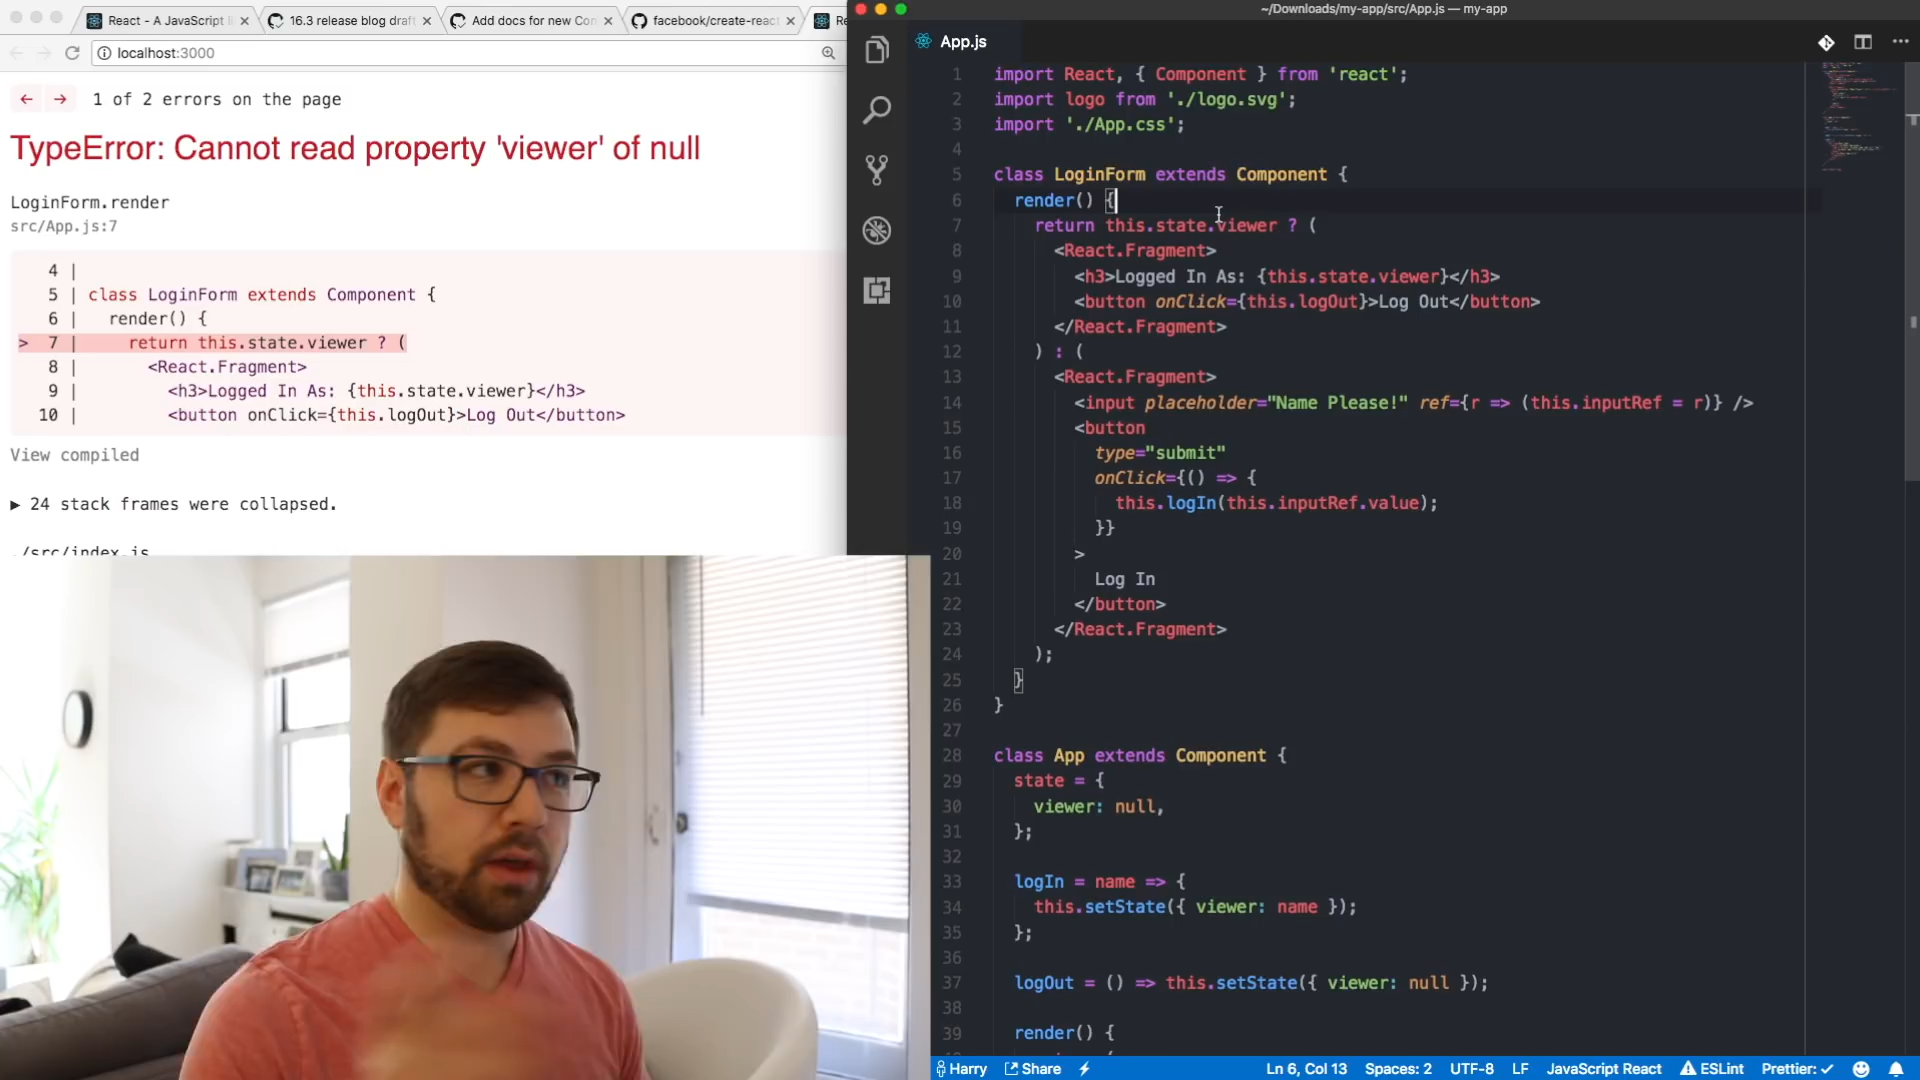 React - A JavaScript li
16.3 release blog draft
Add docs for new Con
facebook/create-react
Re
localhost:3000
1 of 2 errors on the page
TypeError: Cannot read property 'viewer' of null
LoginForm.render
src/App.js:7
4 |
5 | class LoginForm extends Component {
6 | render() {
> 7 | return this.state.viewer ? (
8 | <React.Fragment>
9 | <h3>Logged In As: {this.state.viewer}</h3>
10 | <button onClick={this.logOut}>Log Out</button>
View compiled
▶ 24 stack frames were collapsed.
./src/index.js
~/Downloads/my-app/src/App.js — my-app
App.js
1 import React, { Component } from 'react';
2 import logo from './logo.svg';
3 import './App.css';
4
5 class LoginForm extends Component {
6 render() {
7 return this.state.viewer ? (
8 <React.Fragment>
9 <h3>Logged In As: {this.state.viewer}</h3>
10 <button onClick={this.logOut}>Log Out</button>
11 </React.Fragment>
12 ) : (
13 <React.Fragment>
14 <input placeholder="Name Please!" ref={r => (this.inputRef = r)} />
15 <button
16 type="submit"
17 onClick={() => {
18 this.logIn(this.inputRef.value);
19 }}
20 >
21 Log In
22 </button>
23 </React.Fragment>
24 );
25 }
26 }
27
28 class App extends Component {
29 state = {
30 viewer: null,
31 };
32
33 logIn = name => {
34 this.setState({ viewer: name });
35 };
36
37 logOut = () => this.setState({ viewer: null });
38
39 render() {
Harry Share Ln 6, Col 13 Spaces: 2 UTF-8 LF JavaScript React ESLint Prettier: ✓